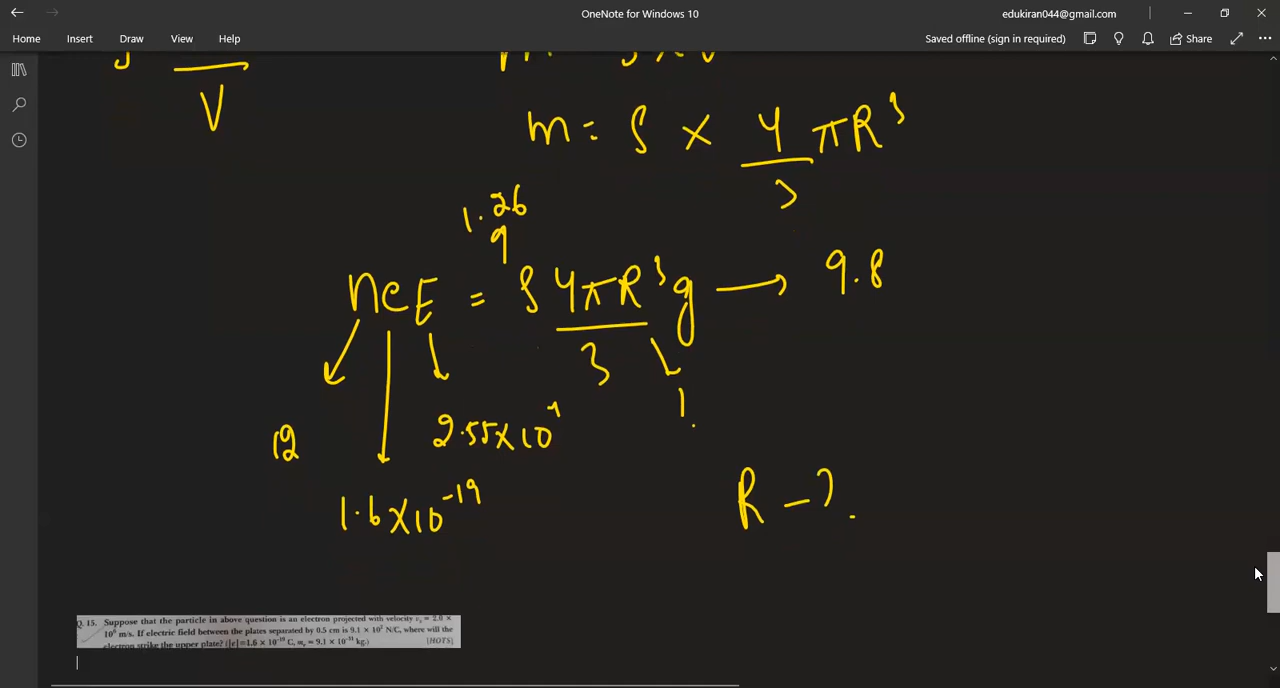 OneNote for Windows 10
edukiran044@gmail.com
Home Insert Draw View Help
Saved offline (sign in required) Share
V
m = ρ × 4/3 πR³
1.26
9
neE = ρ 4πR³/3 g → 9.8
12
2.55×10⁴
1.
1.6×10⁻¹⁹
R – ?
Q. 15. Suppose that the particle in above question is an electron projected with velocity vₓ = 2.0 ×
10⁶ m/s. If electric field between the plates separated by 0.5 cm is 9.1 × 10² N/C, where will the
electron strike the upper plate? (|e|=1.6 × 10⁻¹⁹ C, mₑ = 9.1 × 10⁻³¹ kg.) [HOTS]